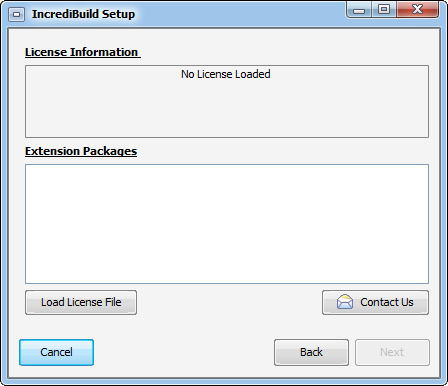 IncrediBuild Setup
License Information
No License Loaded
Extension Packages
Load License File
Contact Us
Cancel
Back
Next